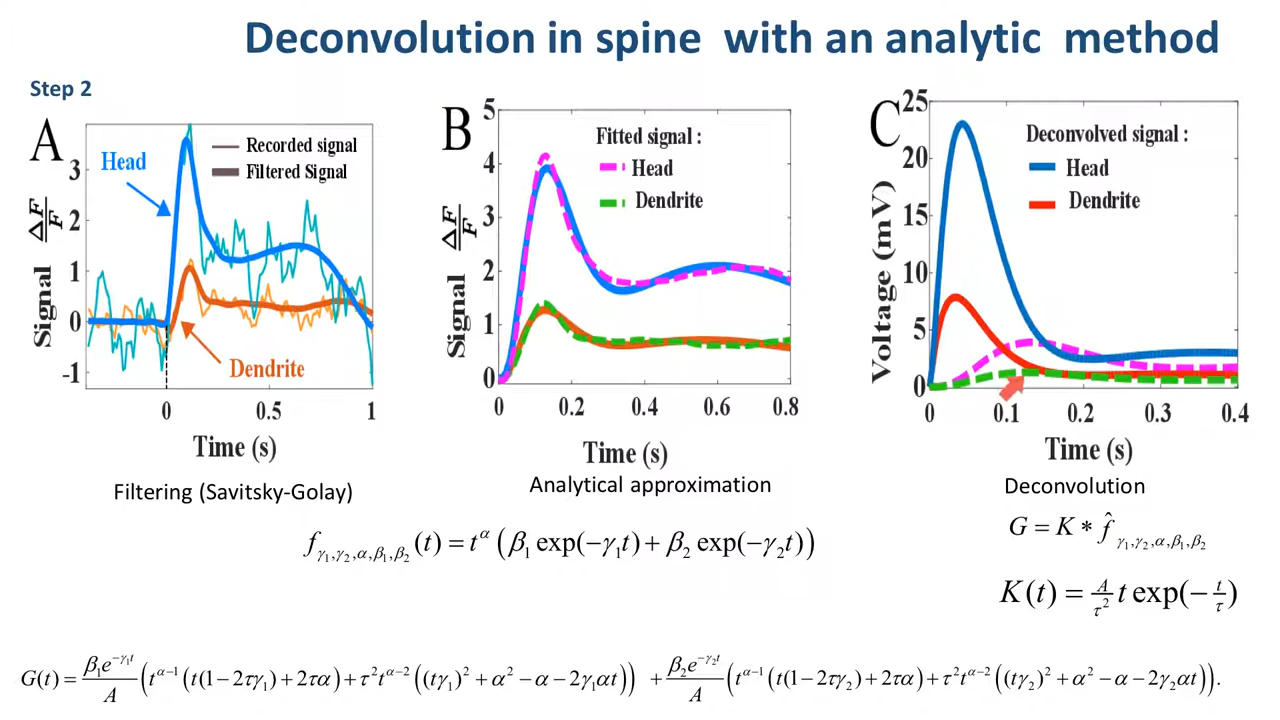 Deconvolution in spine with an analytic method
Step 2
A
Head
Recorded signal
Filtered Signal
Dendrite
Signal ΔF/F
3
2
1
0
-1
0 0.5 1
Time (s)
Filtering (Savitsky-Golay)
B
Fitted signal :
Head
Dendrite
Signal ΔF/F
5
4
3
2
1
0
0 0.2 0.4 0.6 0.8
Time (s)
Analytical approximation
C
Deconvolved signal :
Head
Dendrite
Voltage (mV)
25
20
15
10
5
0
0 0.1 0.2 0.3 0.4
Time (s)
Deconvolution
f_{γ₁,γ₂,α,β₁,β₂}(t) = t^α (β₁ exp(−γ₁t) + β₂ exp(−γ₂t))
G = K ∗ f̂_{γ₁,γ₂,α,β₁,β₂}
K(t) = A/τ² t exp(− t/τ)
G(t) = β₁e^{−γ₁t}/A (t^{α−1} (t(1−2τγ₁)+2τα) + τ²t^{α−2} ((tγ₁)² + α² − α − 2γ₁αt)) + β₂e^{−γ₂t}/A (t^{α−1} (t(1−2τγ₂)+2τα) + τ²t^{α−2} ((tγ₂)² + α² − α − 2γ₂αt)).